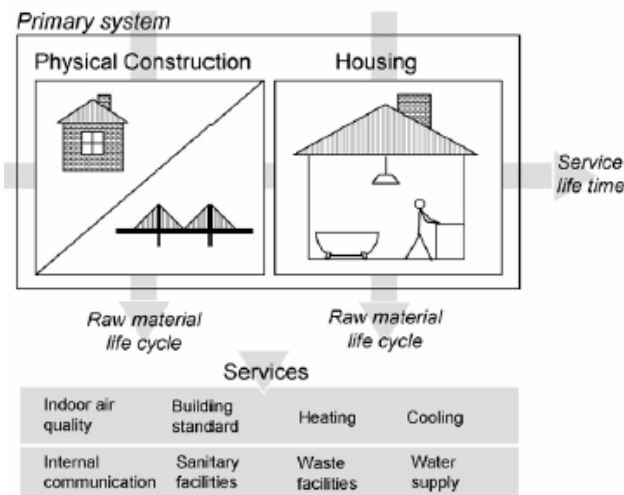 Primary system
Physical Construction
Housing
Service
life time
Raw material
life cycle
Raw material
life cycle
Services
Indoor air
quality
Building
standard
Heating
Cooling
Internal
communication
Sanitary
facilities
Waste
facilities
Water
supply